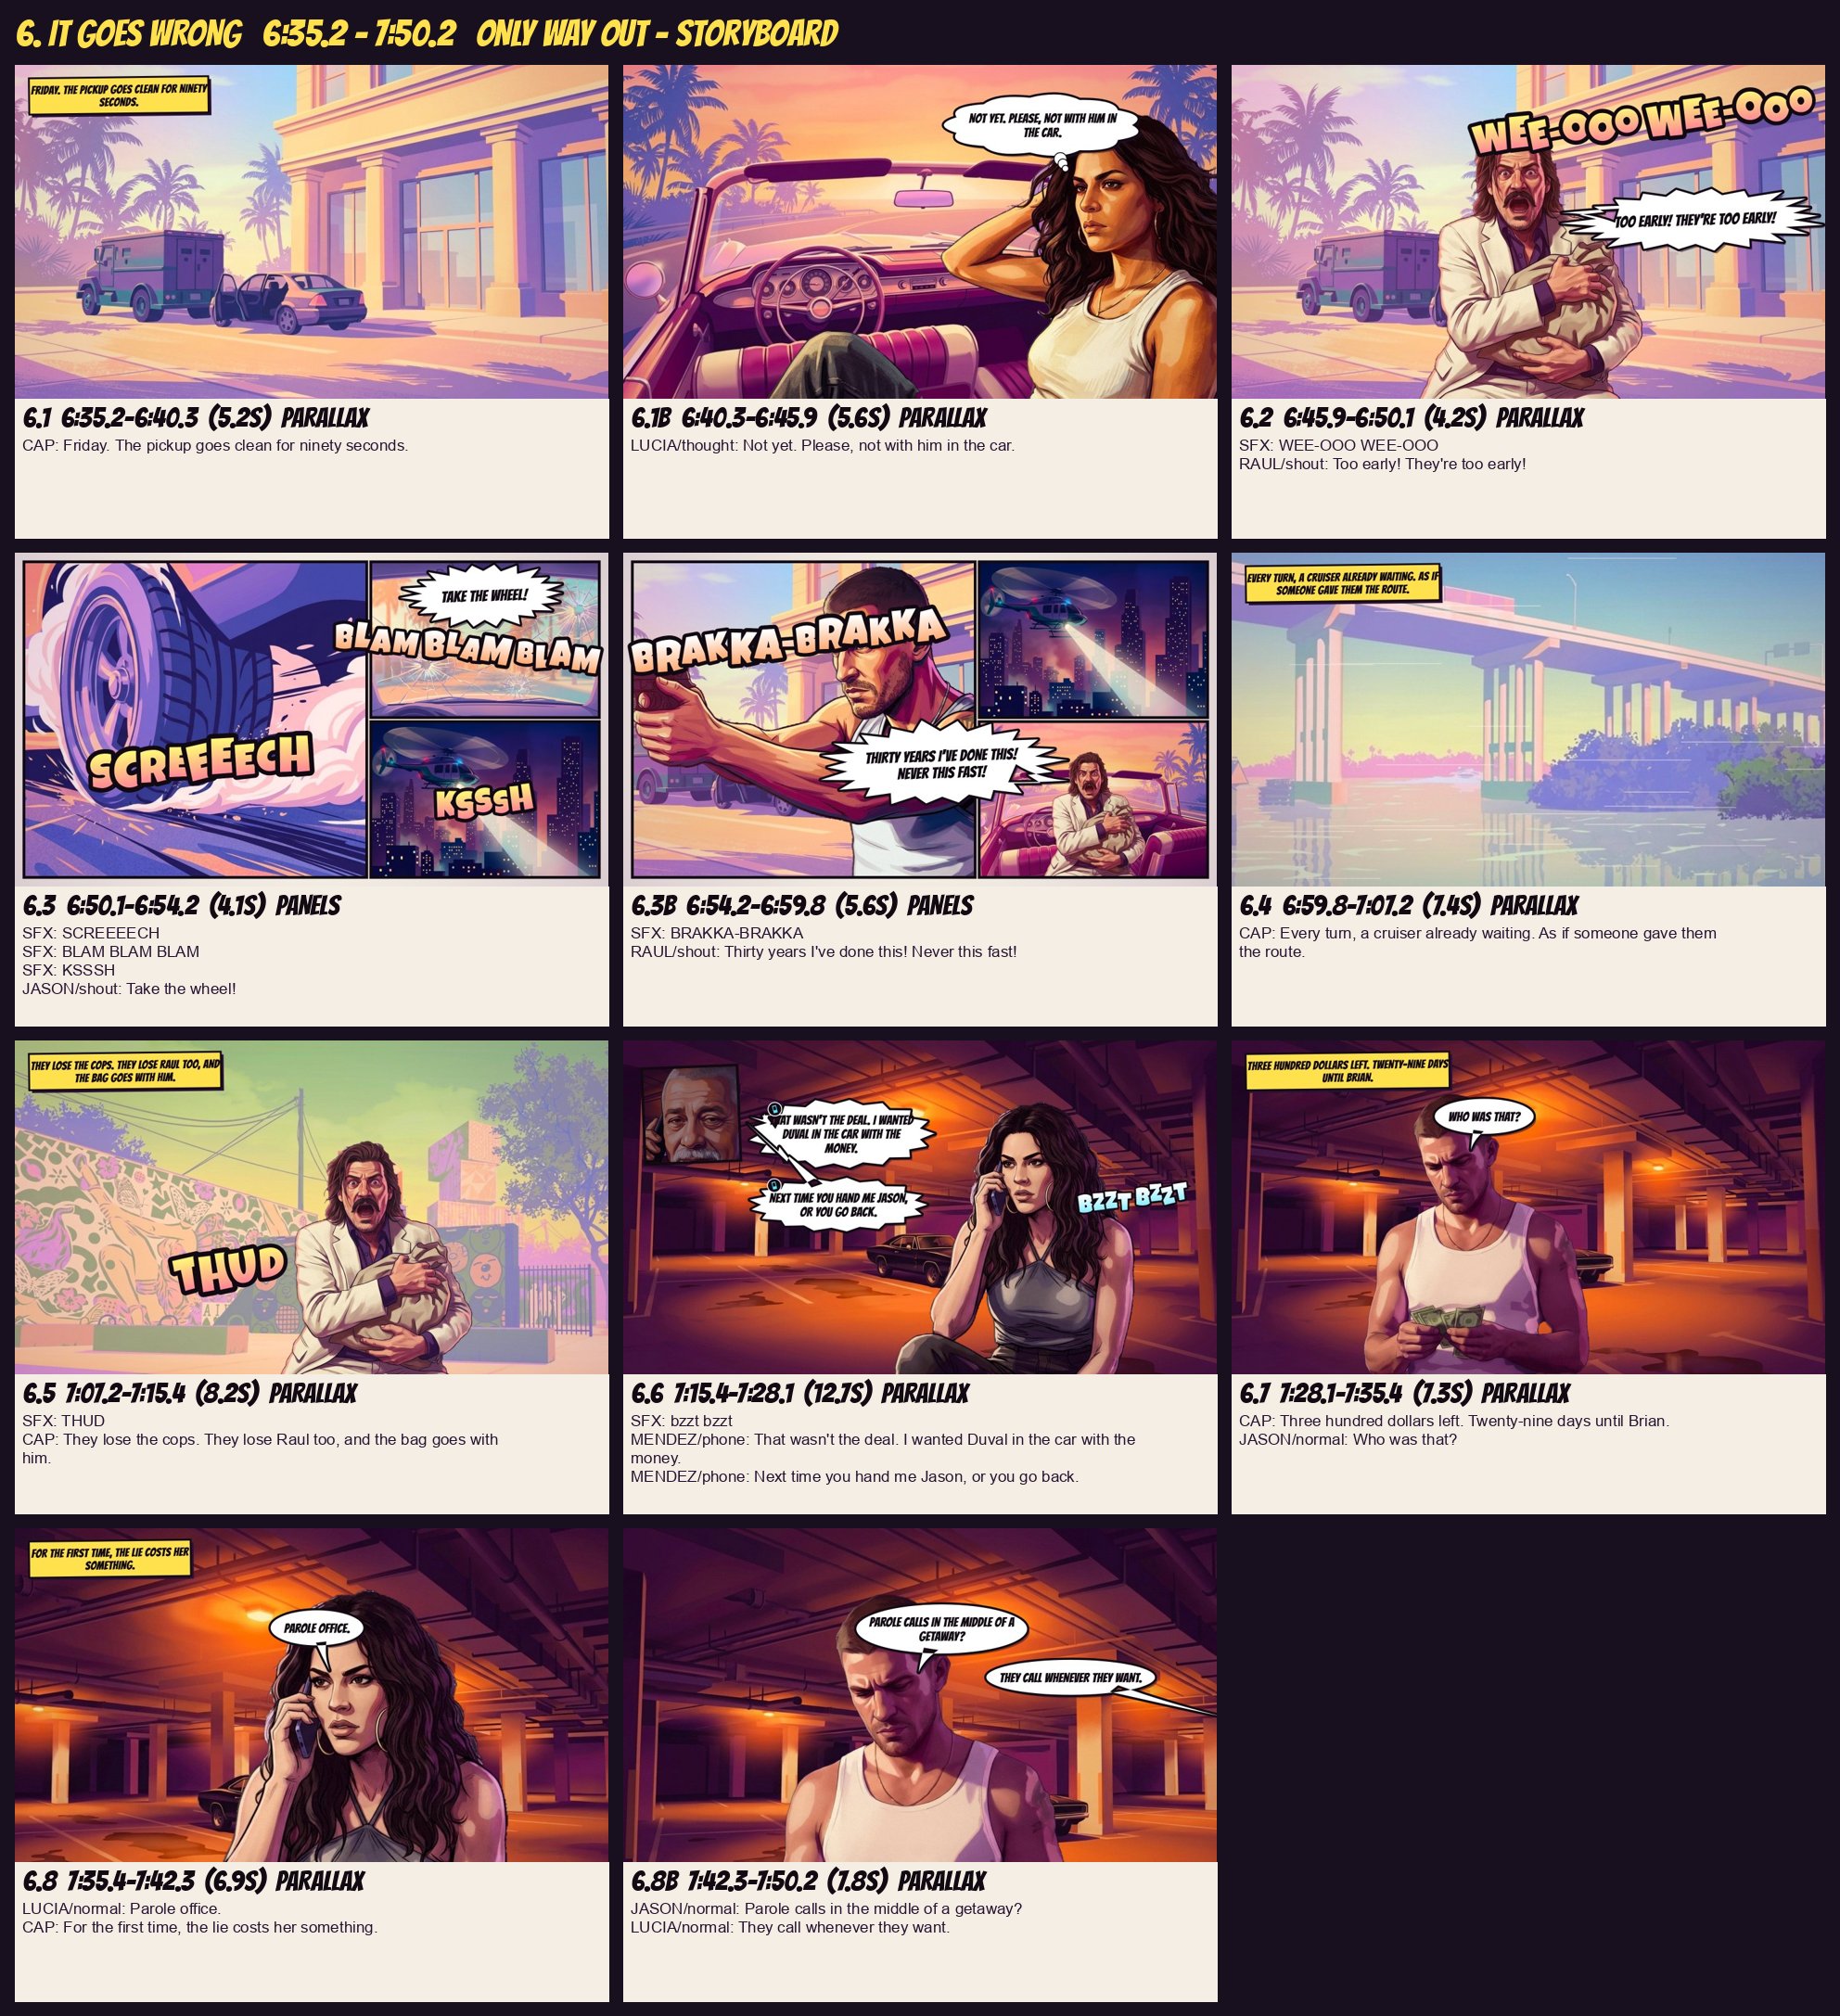 6. IT GOES WRONG 6:35.2 - 7:50.2 ONLY WAY OUT - STORYBOARD
FRIDAY. THE PICKUP GOES CLEAN FOR NINETY
SECONDS.
6.1 6:35.2-6:40.3 (5.2S) PARALLAX
CAP: Friday. The pickup goes clean for ninety seconds.
NOT YET. PLEASE, NOT WITH HIM IN
THE CAR.
6.1B 6:40.3-6:45.9 (5.6S) PARALLAX
LUCIA/thought: Not yet. Please, not with him in the car.
WEE-OOO WEE-OOO
TOO EARLY! THEY'RE TOO EARLY!
6.2 6:45.9-6:50.1 (4.2S) PARALLAX
SFX: WEE-OOO WEE-OOO
RAUL/shout: Too early! They're too early!
TAKE THE WHEEL!
BLAM BLAM BLAM
SCREEEECH
KSSSH
6.3 6:50.1-6:54.2 (4.1S) PANELS
SFX: SCREEEECH
SFX: BLAM BLAM BLAM
SFX: KSSSH
JASON/shout: Take the wheel!
BRAKKA-BRAKKA
THIRTY YEARS I'VE DONE THIS!
NEVER THIS FAST!
6.3B 6:54.2-6:59.8 (5.6S) PANELS
SFX: BRAKKA-BRAKKA
RAUL/shout: Thirty years I've done this! Never this fast!
EVERY TURN, A CRUISER ALREADY WAITING. AS IF
SOMEONE GAVE THEM THE ROUTE.
6.4 6:59.8-7:07.2 (7.4S) PARALLAX
CAP: Every turn, a cruiser already waiting. As if someone gave them
the route.
THEY LOSE THE COPS. THEY LOSE RAUL TOO, AND
THE BAG GOES WITH HIM.
THUD
6.5 7:07.2-7:15.4 (8.2S) PARALLAX
SFX: THUD
CAP: They lose the cops. They lose Raul too, and the bag goes with
him.
WASN'T THE DEAL. I WANTED
DUVAL IN THE CAR WITH THE
MONEY.
NEXT TIME YOU HAND ME JASON,
OR YOU GO BACK.
BZZT BZZT
6.6 7:15.4-7:28.1 (12.7S) PARALLAX
SFX: bzzt bzzt
MENDEZ/phone: That wasn't the deal. I wanted Duval in the car with the
money.
MENDEZ/phone: Next time you hand me Jason, or you go back.
THREE HUNDRED DOLLARS LEFT. TWENTY-NINE DAYS
UNTIL BRIAN.
WHO WAS THAT?
6.7 7:28.1-7:35.4 (7.3S) PARALLAX
CAP: Three hundred dollars left. Twenty-nine days until Brian.
JASON/normal: Who was that?
FOR THE FIRST TIME, THE LIE COSTS HER
SOMETHING.
PAROLE OFFICE.
6.8 7:35.4-7:42.3 (6.9S) PARALLAX
LUCIA/normal: Parole office.
CAP: For the first time, the lie costs her something.
PAROLE CALLS IN THE MIDDLE OF A
GETAWAY?
THEY CALL WHENEVER THEY WANT.
6.8B 7:42.3-7:50.2 (7.8S) PARALLAX
JASON/normal: Parole calls in the middle of a getaway?
LUCIA/normal: They call whenever they want.